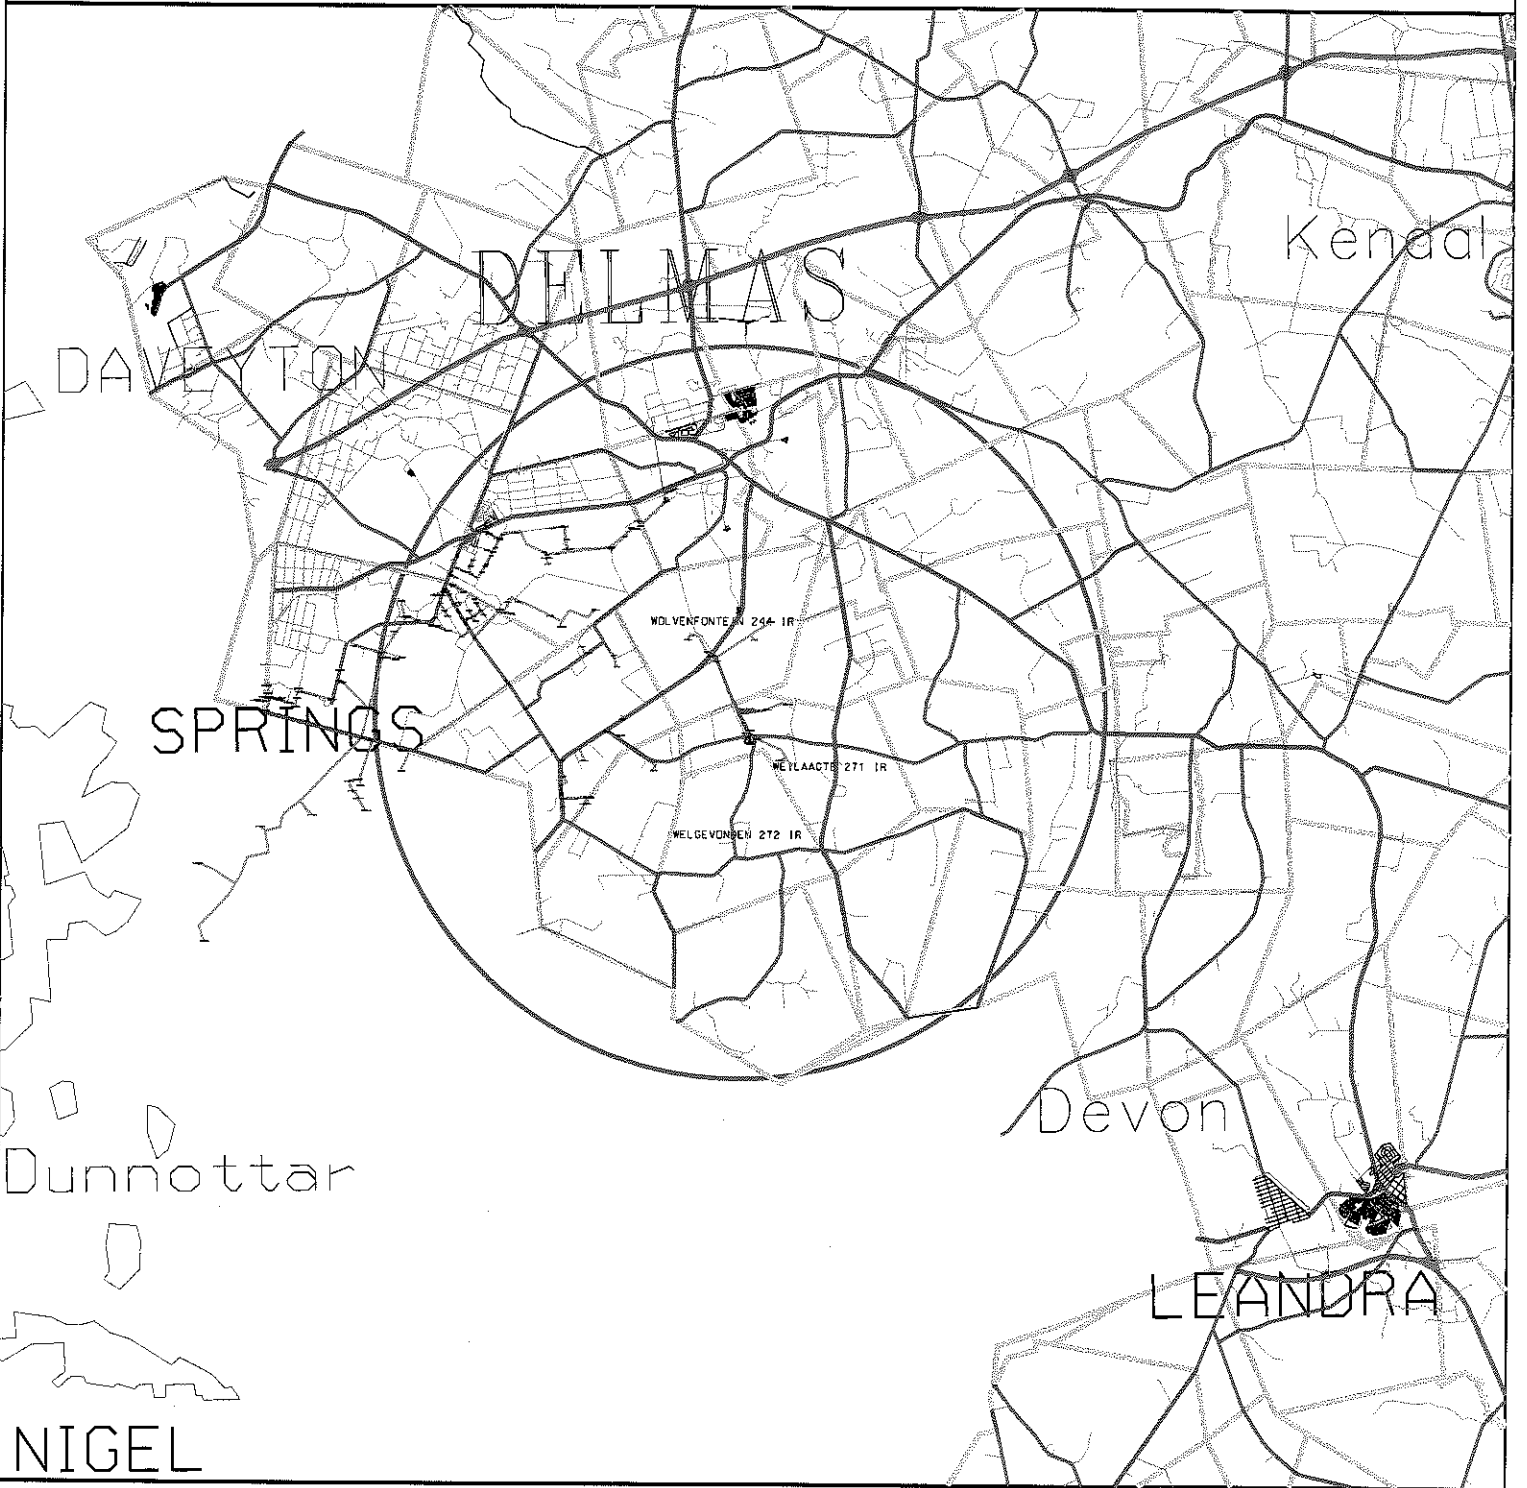 Kendal
DELMAS
DAVEYTON
WOLVENFONTEIN 244 IR
SPRINGS
WEILAAGTE 271 IR
WELGEVONDEN 272 IR
Devon
Dunnottar
LEANDRA
NIGEL